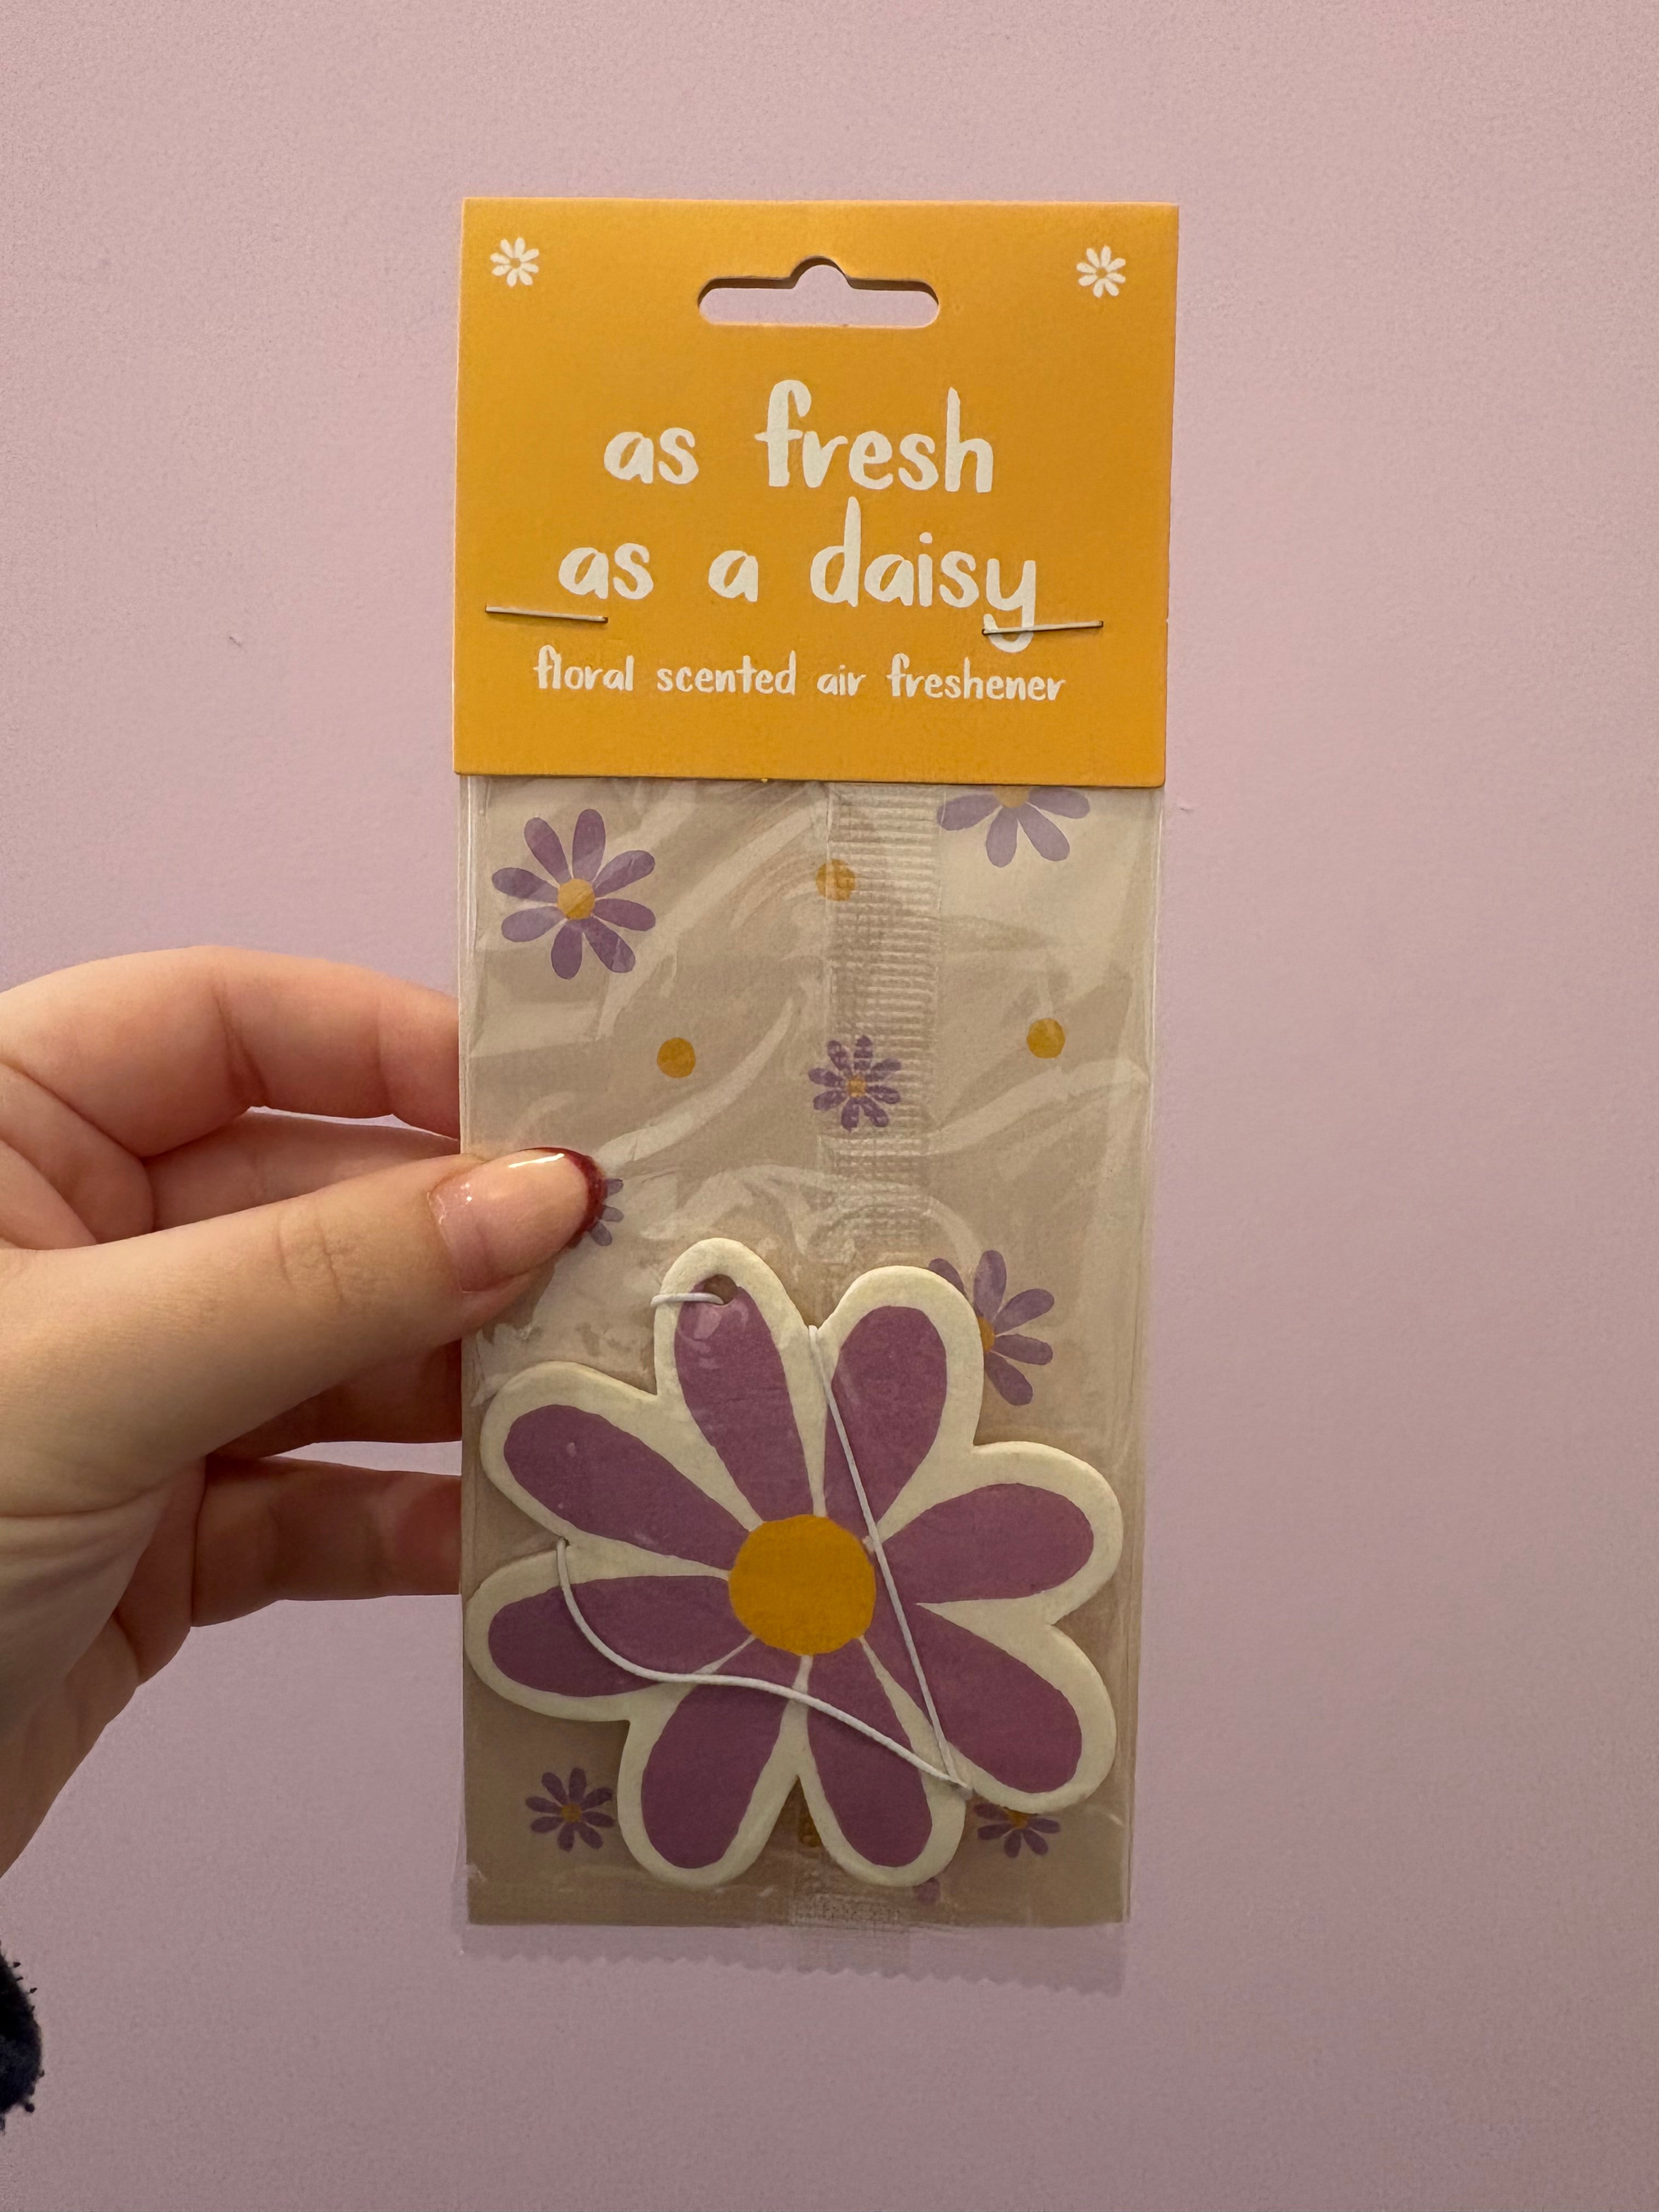 as fresh
as a daisy
floral scented air freshener